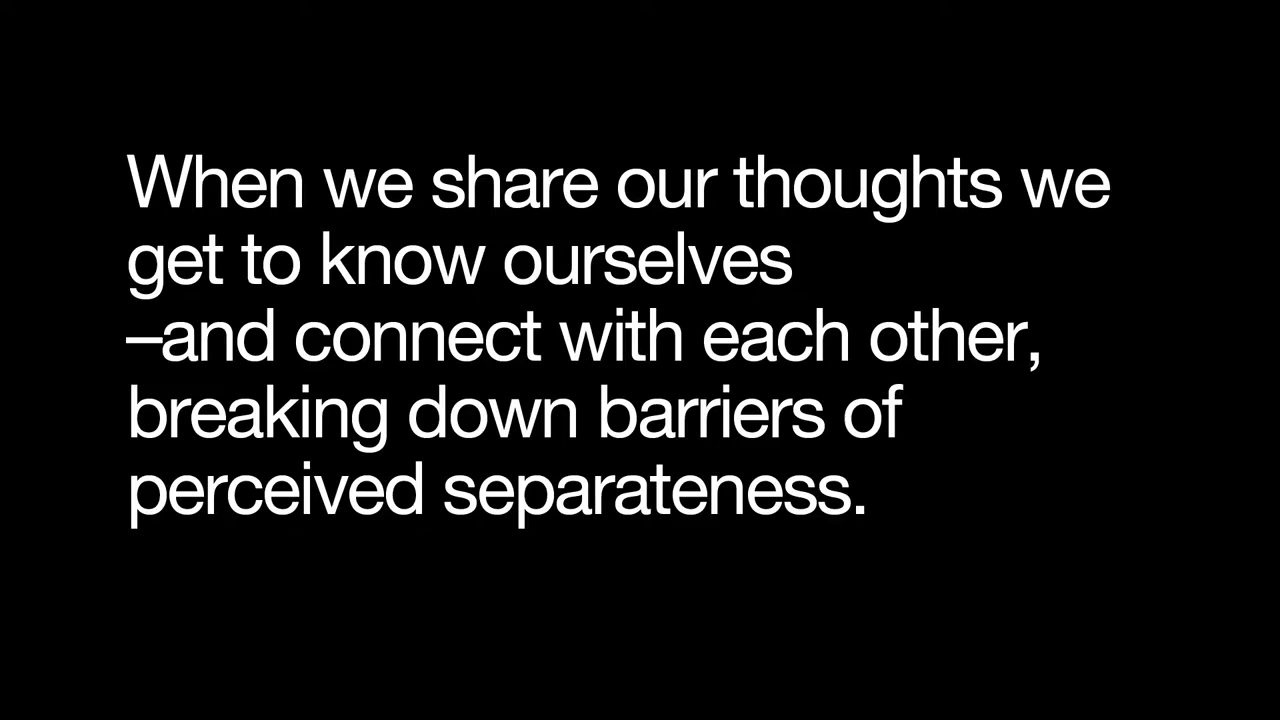 When we share our thoughts we
get to know ourselves
–and connect with each other,
breaking down barriers of
perceived separateness.